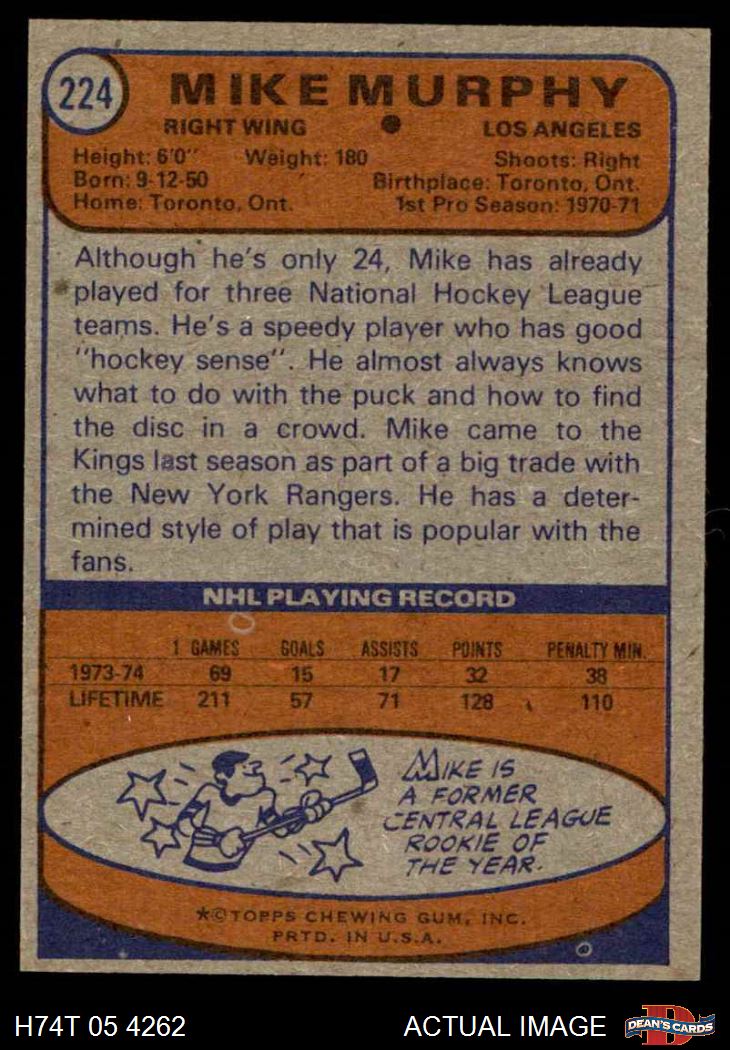 224
MIKE MURPHY
RIGHT WING ● LOS ANGELES
Height: 6'0" Weight: 180 Shoots: Right
Born: 9-12-50 Birthplace: Toronto, Ont.
Home: Toronto, Ont. 1st Pro Season: 1970-71
Although he's only 24, Mike has already
played for three National Hockey League
teams. He's a speedy player who has good
"hockey sense". He almost always knows
what to do with the puck and how to find
the disc in a crowd. Mike came to the
Kings last season as part of a big trade with
the New York Rangers. He has a deter-
mined style of play that is popular with the
fans.
NHL PLAYING RECORD
1 GAMES GOALS ASSISTS POINTS PENALTY MIN.
1973-74 69 15 17 32 38
LIFETIME 211 57 71 128 110
MIKE IS
A FORMER
CENTRAL LEAGUE
ROOKIE OF
THE YEAR.
★©TOPPS CHEWING GUM, INC.
PRTD. IN U.S.A.
H74T 05 4262 ACTUAL IMAGE
D
DEAN'S CARDS